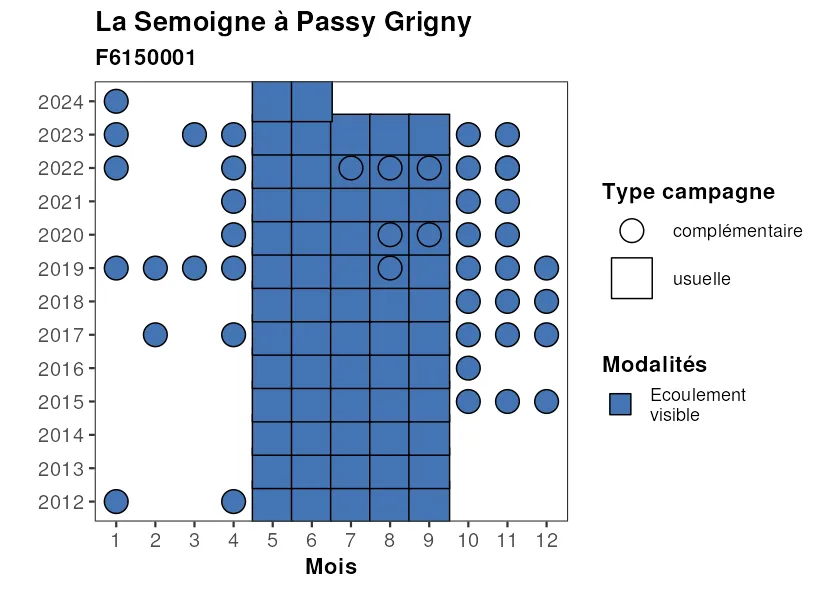 La Semoigne à Passy Grigny
F6150001
2024
2023
2022
2021
2020
2019
2018
2017
2016
2015
2014
2013
2012
1 2 3 4 5 6 7 8 9 10 11 12
Mois
Type campagne
complémentaire
usuelle
Modalités
Ecoulement
visible